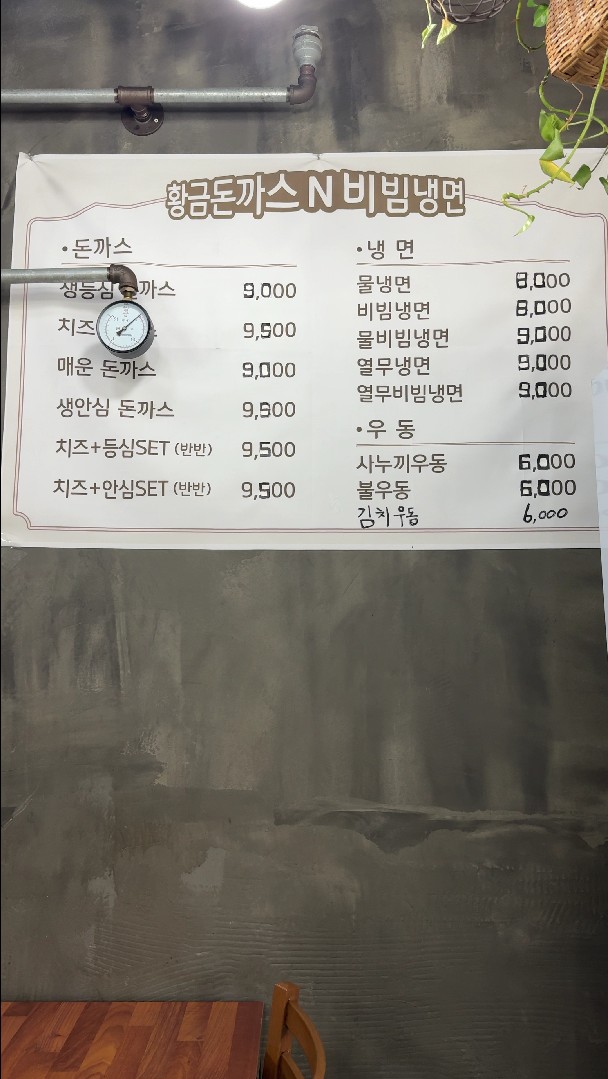 황금돈까스 N 비빔냉면
·돈까스
생등심 까스 9,000
치즈 9,500
매운 돈까스 9,000
생안심 돈까스 9,900
치즈+등심SET (반반) 9,500
치즈+안심SET (반반) 9,500
·냉 면
물냉면 8,000
비빔냉면 8,000
물비빔냉면 9,000
열무냉면 9,000
열무비빔냉면 9,000
·우 동
사누끼우동 6,000
불우동 6,000
김치우동 6,000